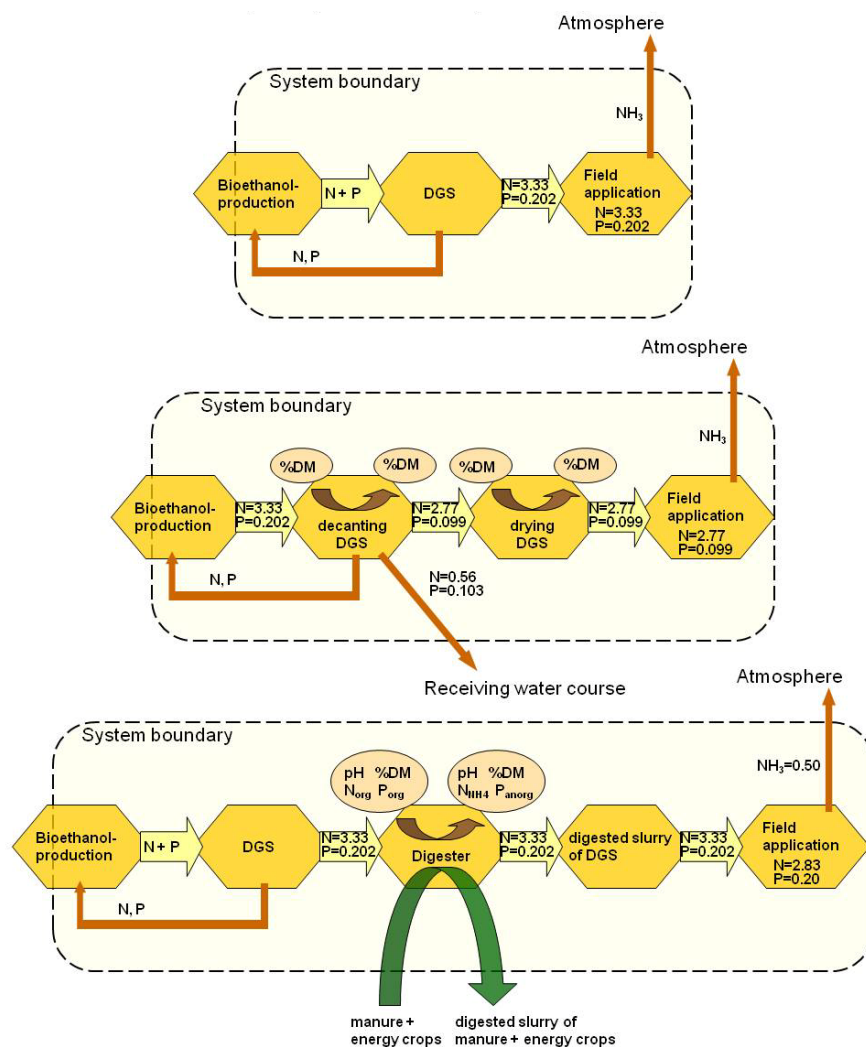 Atmosphere
System boundary
NH3
Bioethanol-
production
N + P
DGS
N=3.33
P=0.202
Field
application
N=3.33
P=0.202
N, P
Atmosphere
System boundary
NH3
%DM
%DM
%DM
%DM
Bioethanol-
production
N=3.33
P=0.202
decanting
DGS
N=2.77
P=0.099
drying
DGS
N=2.77
P=0.099
Field
application
N=2.77
P=0.099
N, P
N=0.56
P=0.103
Receiving water course
Atmosphere
System boundary
NH3=0.50
pH %DM
Norg Porg
pH %DM
NNH4 Panorg
Bioethanol-
production
N + P
DGS
N=3.33
P=0.202
Digester
N=3.33
P=0.202
digested slurry
of DGS
N=3.33
P=0.202
Field
application
N=2.83
P=0.20
N, P
manure +
energy crops
digested slurry of
manure + energy crops